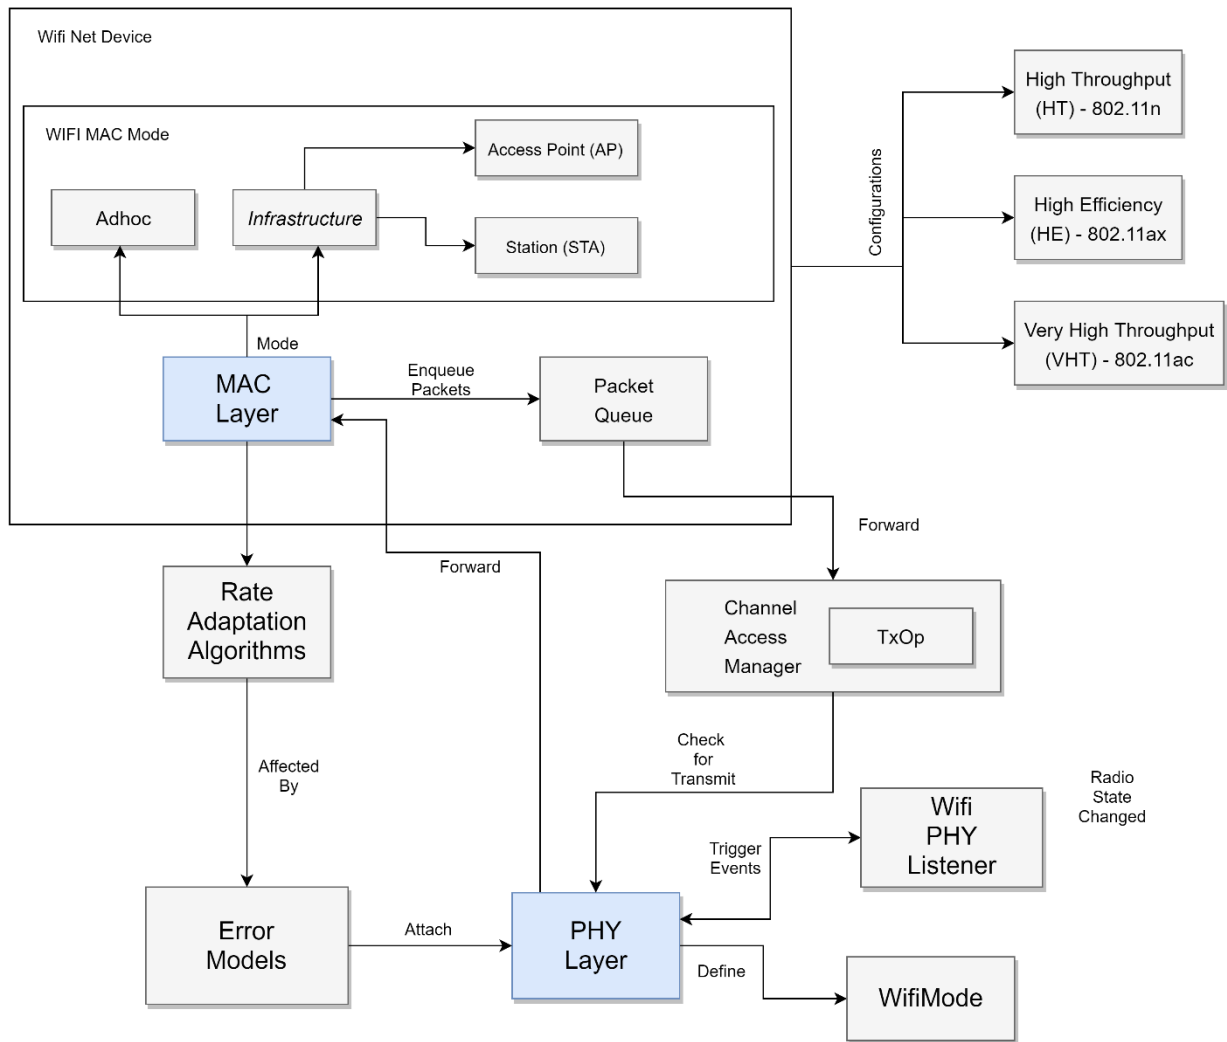 Wifi Net Device
WIFI MAC Mode
Adhoc
Infrastructure
Access Point (AP)
Station (STA)
Configurations
High Throughput
(HT) - 802.11n
High Efficiency
(HE) - 802.11ax
Very High Throughput
(VHT) - 802.11ac
Mode
MAC
Layer
Enqueue
Packets
Packet
Queue
Forward
Forward
Rate
Adaptation
Algorithms
Channel
Access
Manager
TxOp
Affected
By
Check
for
Transmit
Trigger
Events
Wifi
PHY
Listener
Radio
State
Changed
Error
Models
Attach
PHY
Layer
Define
WifiMode